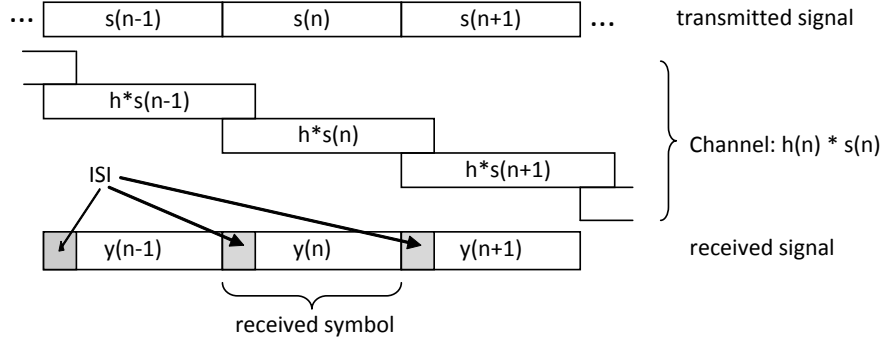 ... s(n-1) s(n) s(n+1) ... transmitted signal
h*s(n-1)
h*s(n)
Channel: h(n) * s(n)
h*s(n+1)
ISI
y(n-1) y(n) y(n+1) received signal
received symbol